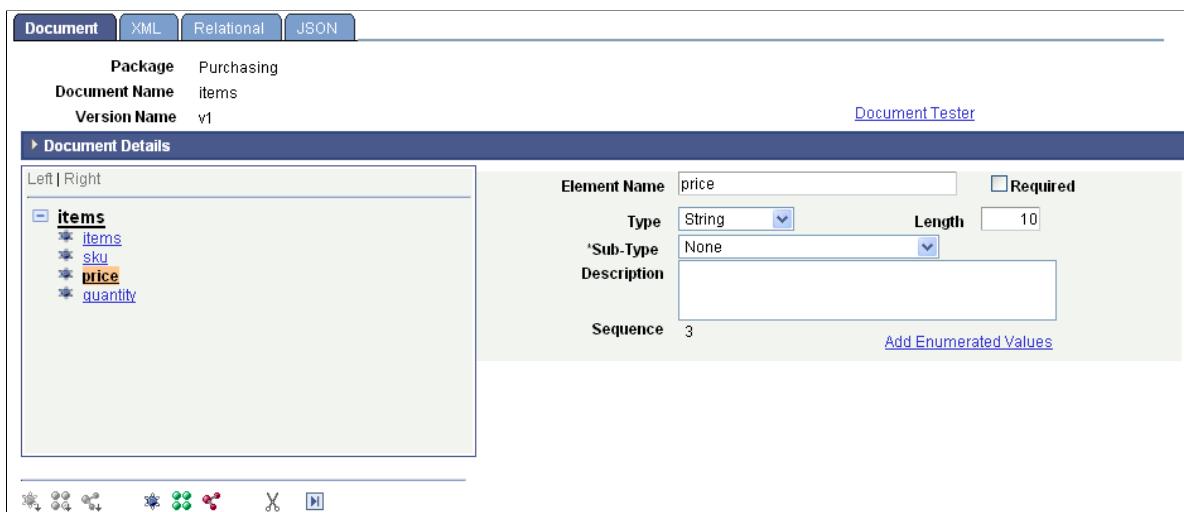 Document XML Relational JSON
Package Purchasing
Document Name items
Version Name v1 Document Tester
Document Details
Left | Right
items
items
sku
price
quantity
Element Name price Required
Type String Length 10
*Sub-Type None
Description
Sequence 3
Add Enumerated Values